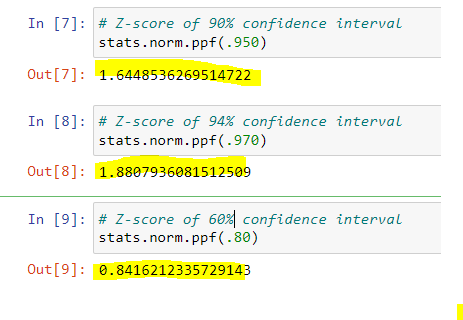 In [7]: # Z-score of 90% confidence interval
stats.norm.ppf(.950)
Out[7]: 1.6448536269514722
In [8]: # Z-score of 94% confidence interval
stats.norm.ppf(.970)
Out[8]: 1.8807936081512509
In [9]: # Z-score of 60% confidence interval
stats.norm.ppf(.80)
Out[9]: 0.8416212335729143